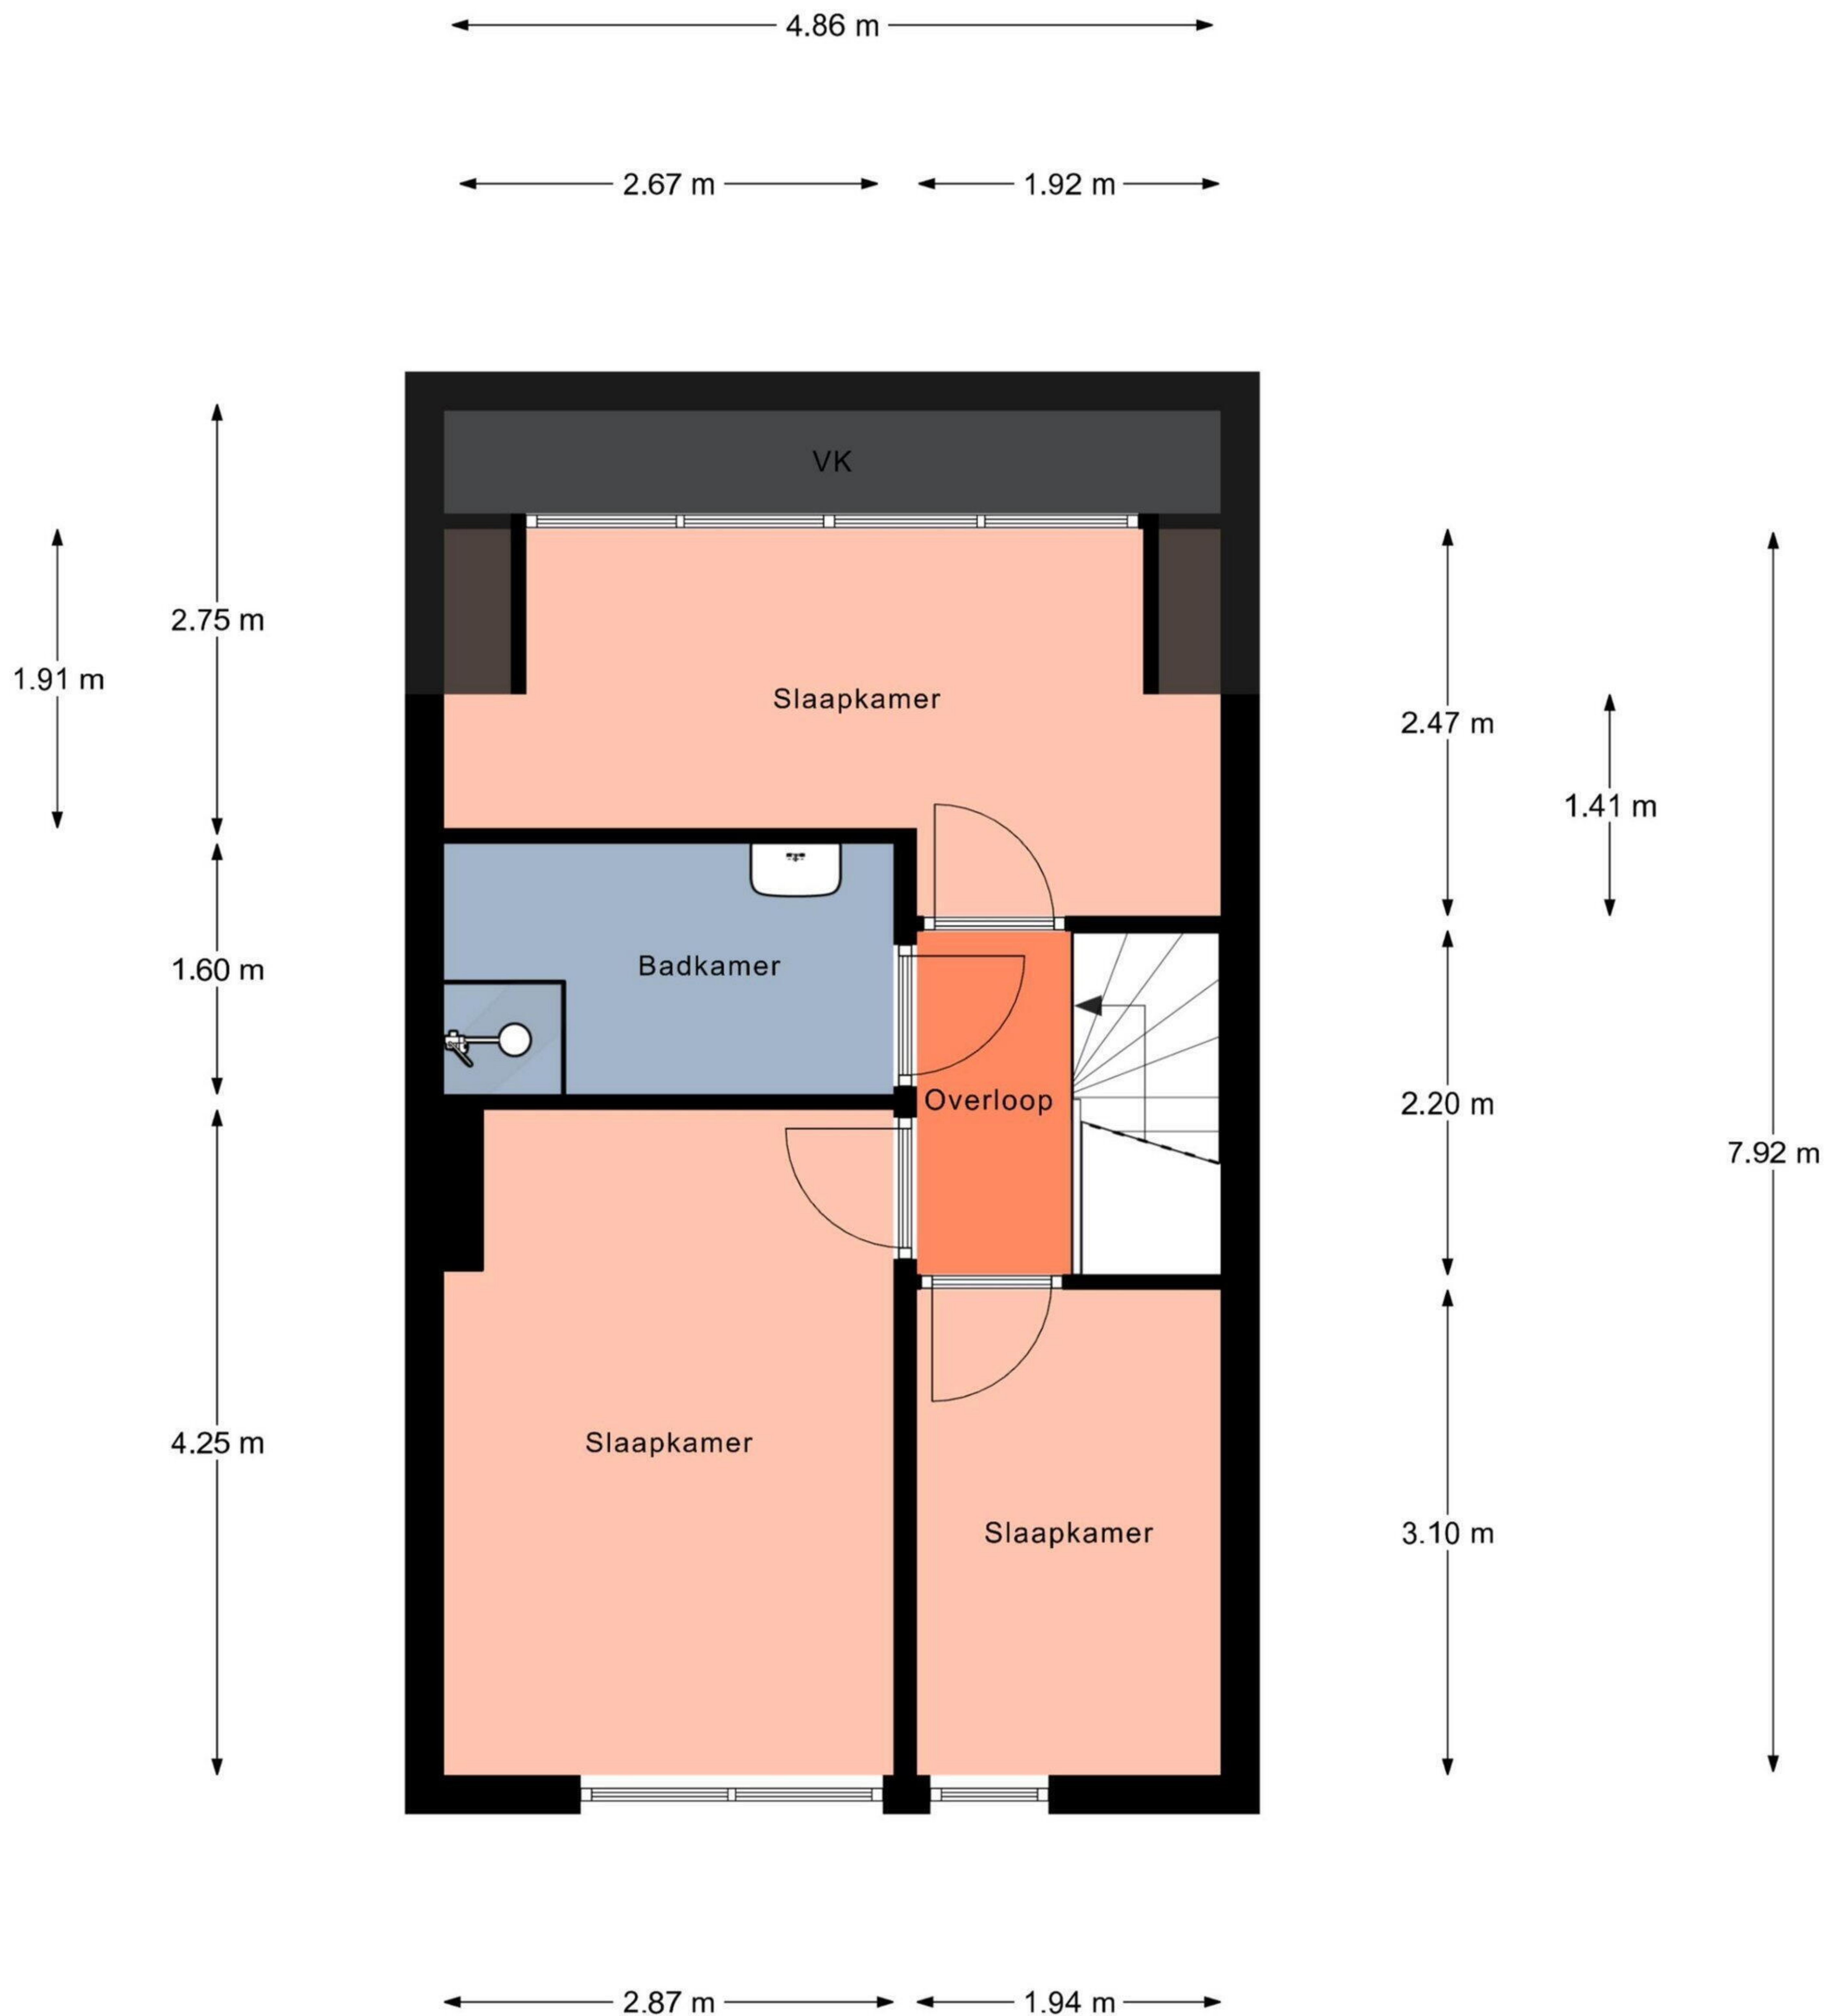 4.86 m
2.67 m
1.92 m
VK
2.75 m
1.91 m
Slaapkamer
2.47 m
1.41 m
Badkamer
1.60 m
Overloop
2.20 m
7.92 m
Slaapkamer
4.25 m
Slaapkamer
3.10 m
2.87 m
1.94 m